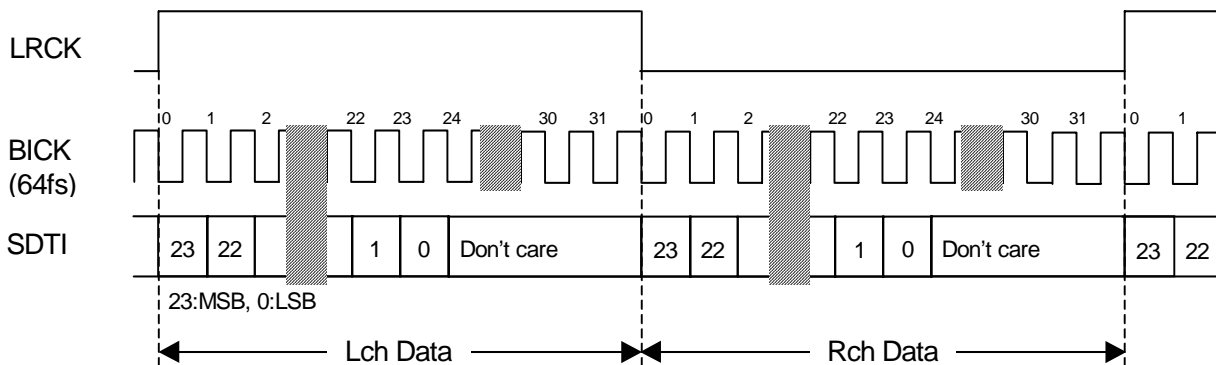 LRCK
0 1 2 22 23 24 30 31 0 1 2 22 23 24 30 31 0 1
BICK
(64fs)
SDTI 23 22 1 0 Don't care 23 22 1 0 Don't care 23 22
23:MSB, 0:LSB
Lch Data Rch Data